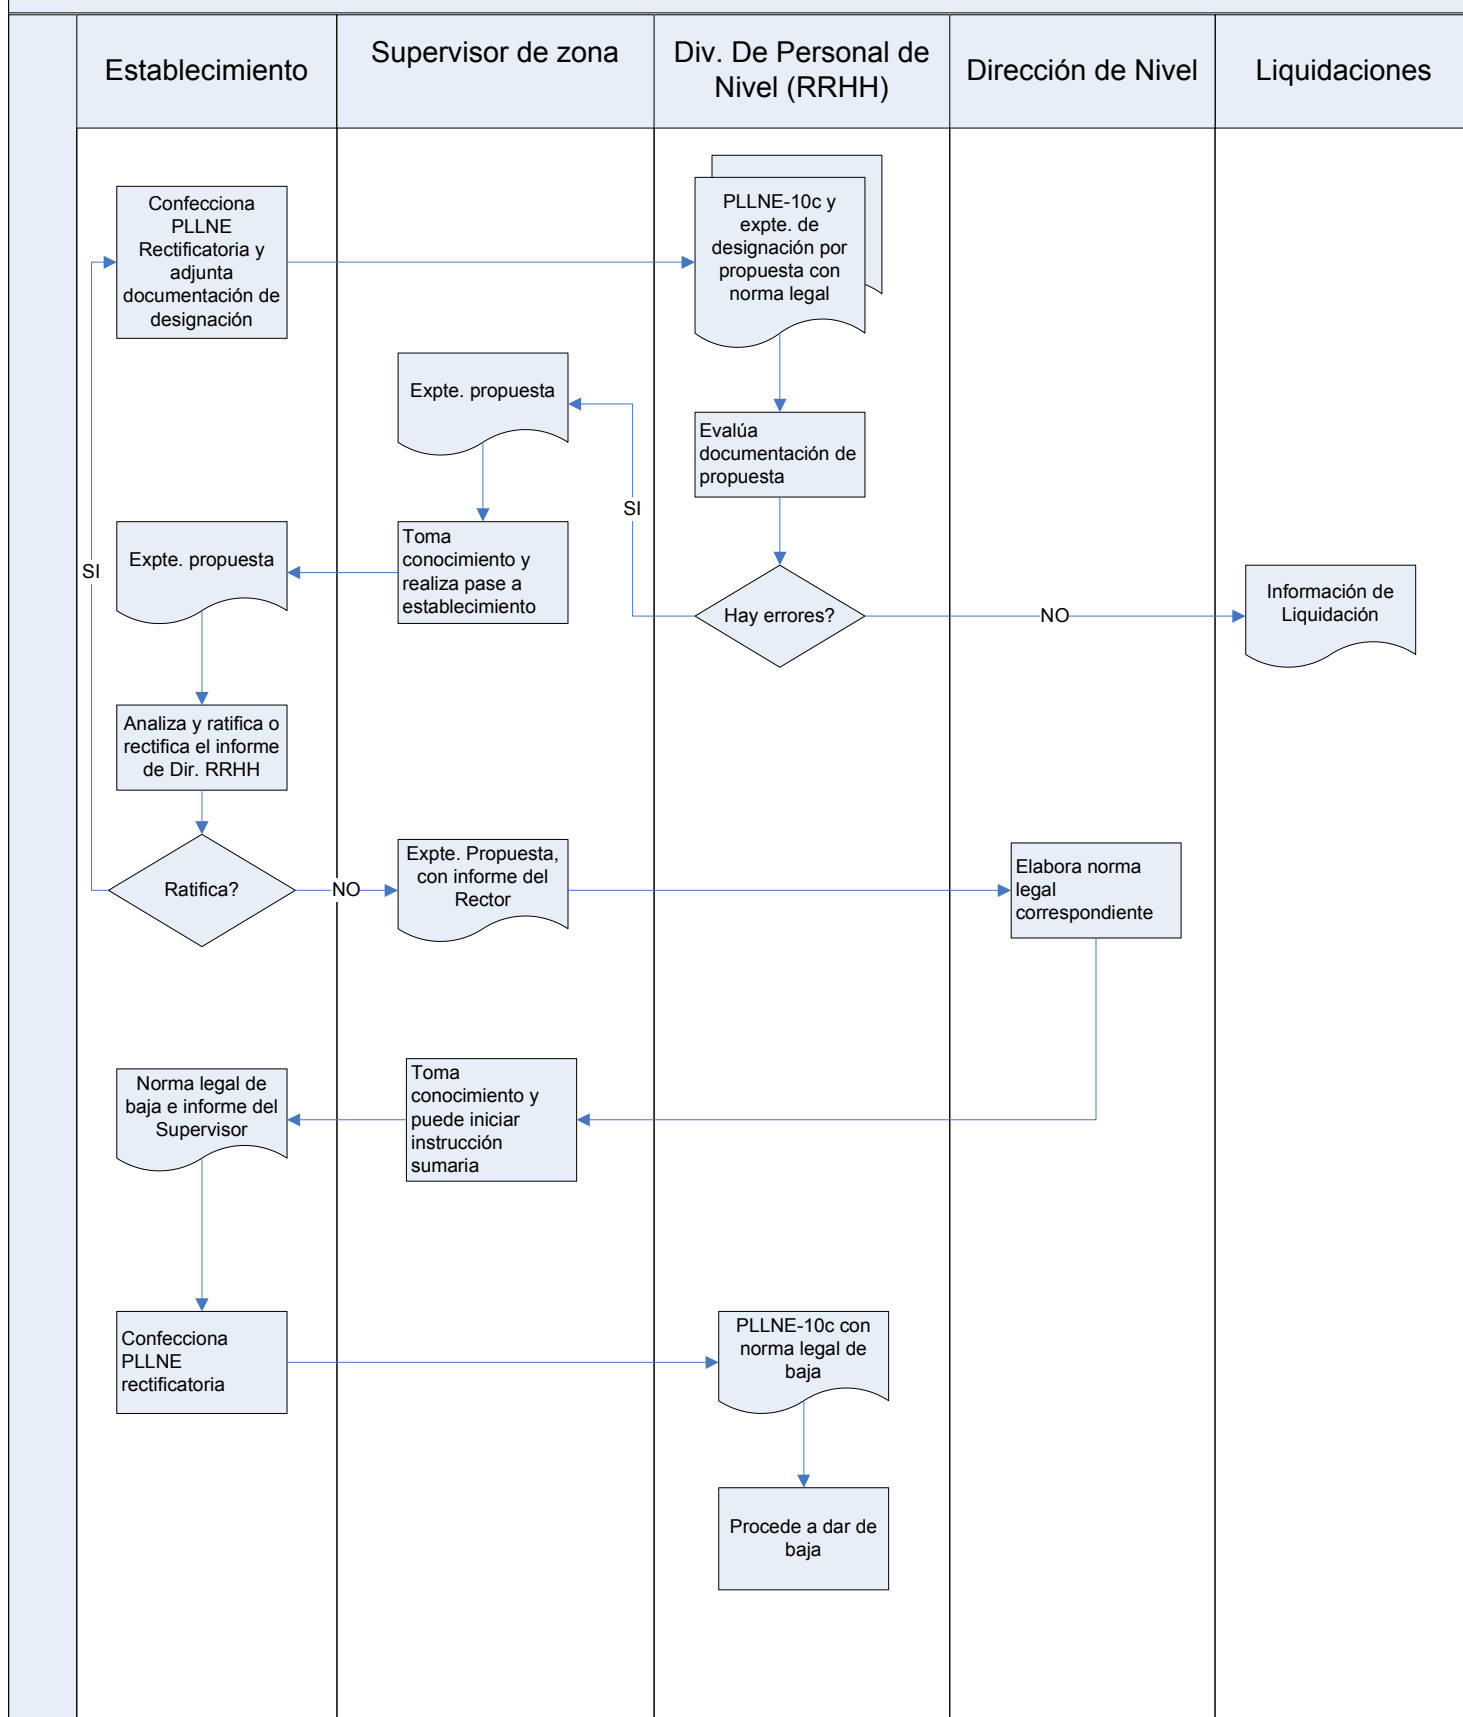 Establecimiento
Supervisor de zona
Div. De Personal de
Nivel (RRHH)
Dirección de Nivel
Liquidaciones
Confecciona
PLLNE
Rectificatoria y
adjunta
documentación de
designación
PLLNE-10c y
expte. de
designación por
propuesta con
norma legal
Expte. propuesta
Evalúa
documentación de
propuesta
SI
Toma
conocimiento y
realiza pase a
establecimiento
Expte. propuesta
SI
Hay errores?
NO
Información de
Liquidación
Analiza y ratifica o
rectifica el informe
de Dir. RRHH
Ratifica?
NO
Expte. Propuesta,
con informe del
Rector
Elabora norma
legal
correspondiente
Toma
conocimiento y
puede iniciar
instrucción
sumaria
Norma legal de
baja e informe del
Supervisor
Confecciona
PLLNE
rectificatoria
PLLNE-10c con
norma legal de
baja
Procede a dar de
baja